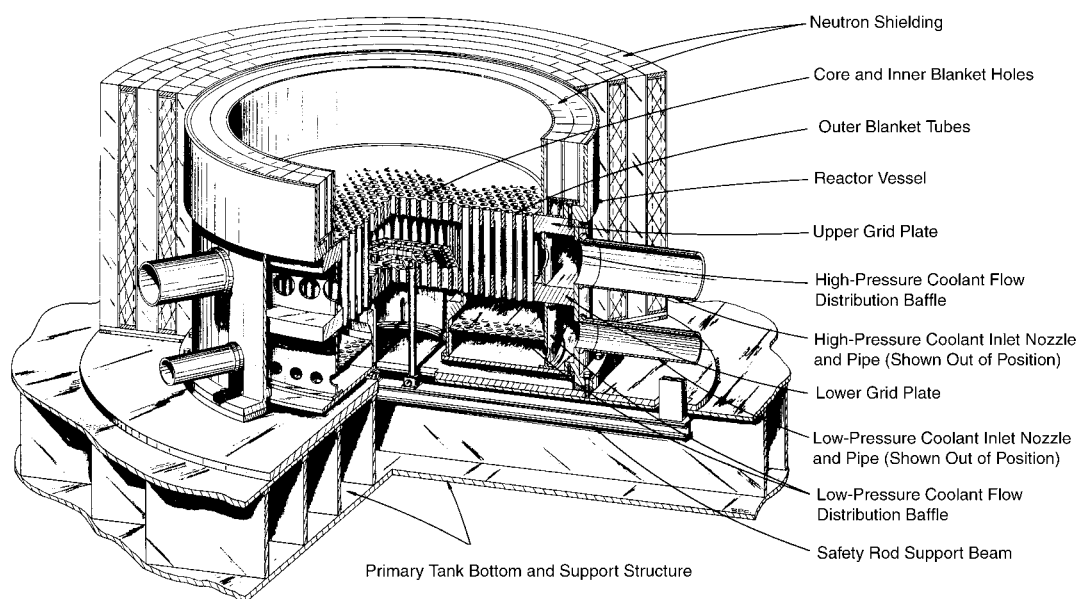 Neutron Shielding
Core and Inner Blanket Holes
Outer Blanket Tubes
Reactor Vessel
Upper Grid Plate
High-Pressure Coolant Flow
Distribution Baffle
High-Pressure Coolant Inlet Nozzle
and Pipe (Shown Out of Position)
Lower Grid Plate
Low-Pressure Coolant Inlet Nozzle
and Pipe (Shown Out of Position)
Low-Pressure Coolant Flow
Distribution Baffle
Safety Rod Support Beam
Primary Tank Bottom and Support Structure